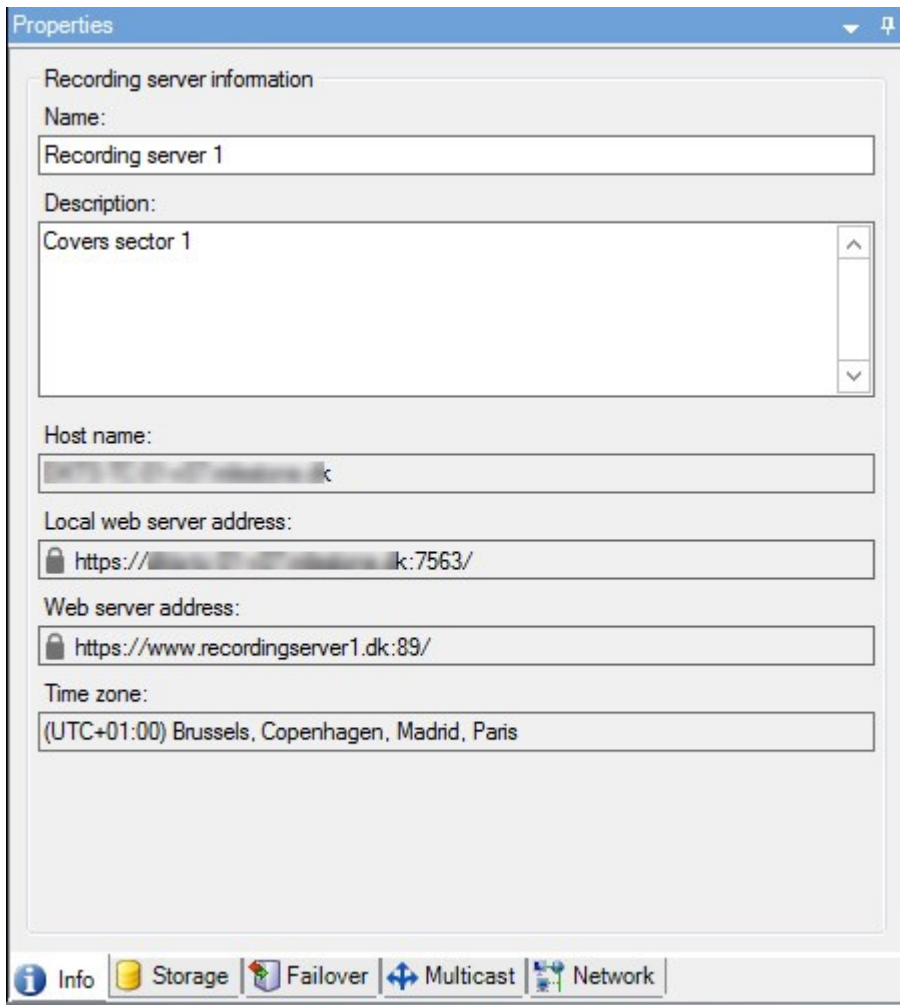 Properties
Recording server information
Name:
Recording server 1
Description:
Covers sector 1
Host name:
k
Local web server address:
https:// k:7563/
Web server address:
https://www.recordingserver1.dk:89/
Time zone:
(UTC+01:00) Brussels, Copenhagen, Madrid, Paris
Info Storage Failover Multicast Network